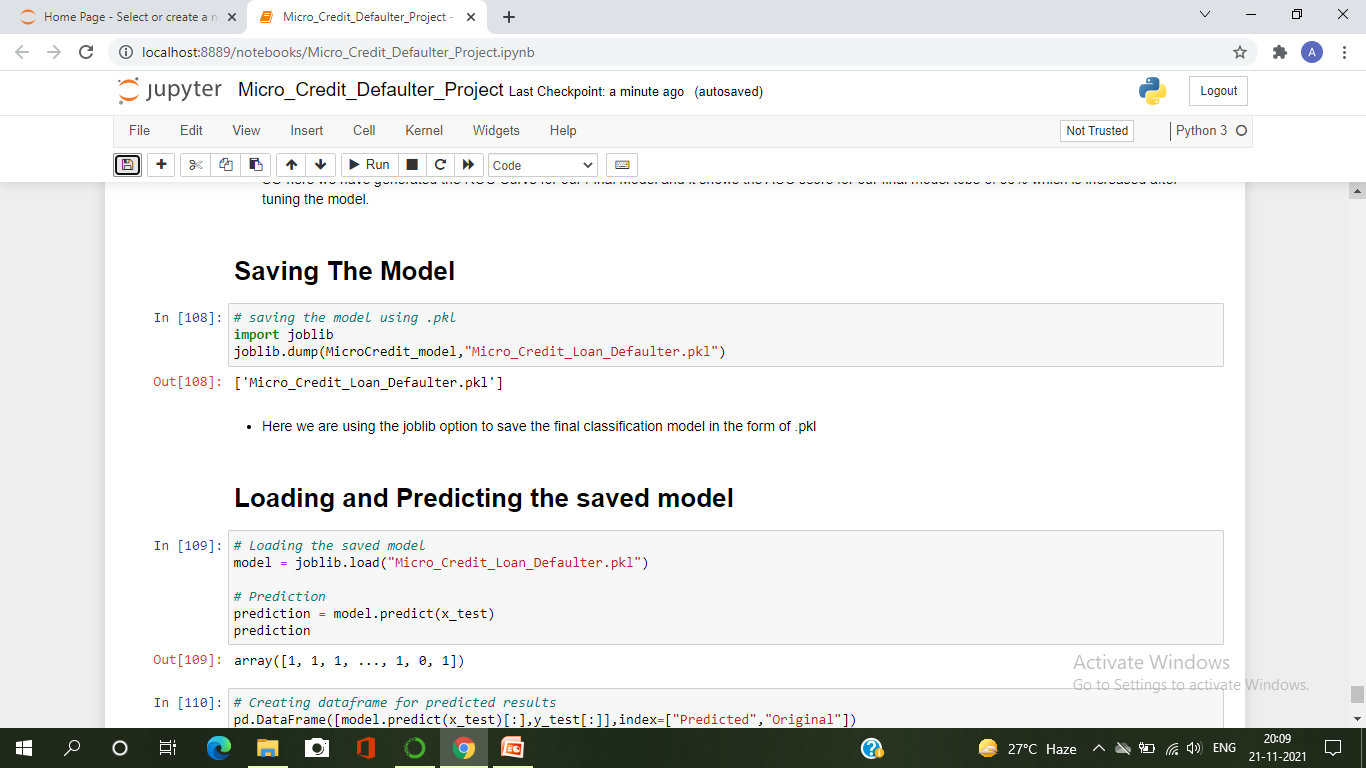 Home Page - Select or create a n
Micro_Credit_Defaulter_Project -
localhost:8889/notebooks/Micro_Credit_Defaulter_Project.ipynb
A
jupyter Micro_Credit_Defaulter_Project Last Checkpoint: a minute ago (autosaved)
Logout
File Edit View Insert Cell Kernel Widgets Help
Not Trusted
Python 3
Run
Code
tuning the model.
Saving The Model
In [108]: # saving the model using .pkl
import joblib
joblib.dump(MicroCredit_model,"Micro_Credit_Loan_Defaulter.pkl")
Out[108]: ['Micro_Credit_Loan_Defaulter.pkl']
• Here we are using the joblib option to save the final classification model in the form of .pkl
Loading and Predicting the saved model
In [109]: # Loading the saved model
model = joblib.load("Micro_Credit_Loan_Defaulter.pkl")
# Prediction
prediction = model.predict(x_test)
prediction
Out[109]: array([1, 1, 1, ..., 1, 0, 1])
Activate Windows
Go to Settings to activate Windows.
In [110]: # Creating dataframe for predicted results
pd.DataFrame([model.predict(x_test)[:],y_test[:]],index=["Predicted","Original"])
27°C Haze
ENG
20:09
21-11-2021